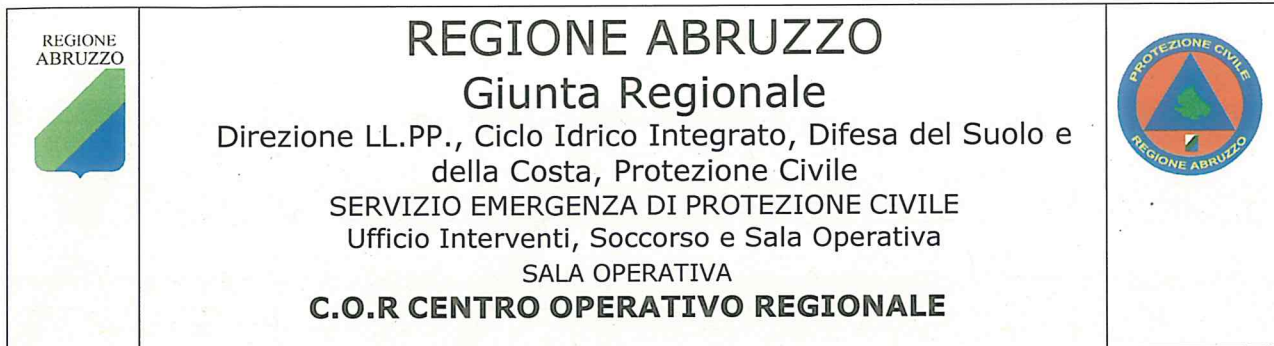 REGIONE
ABRUZZO
REGIONE ABRUZZO
Giunta Regionale
Direzione LL.PP., Ciclo Idrico Integrato, Difesa del Suolo e
della Costa, Protezione Civile
SERVIZIO EMERGENZA DI PROTEZIONE CIVILE
Ufficio Interventi, Soccorso e Sala Operativa
SALA OPERATIVA
C.O.R CENTRO OPERATIVO REGIONALE
PROTEZIONE CIVILE
REGIONE ABRUZZO